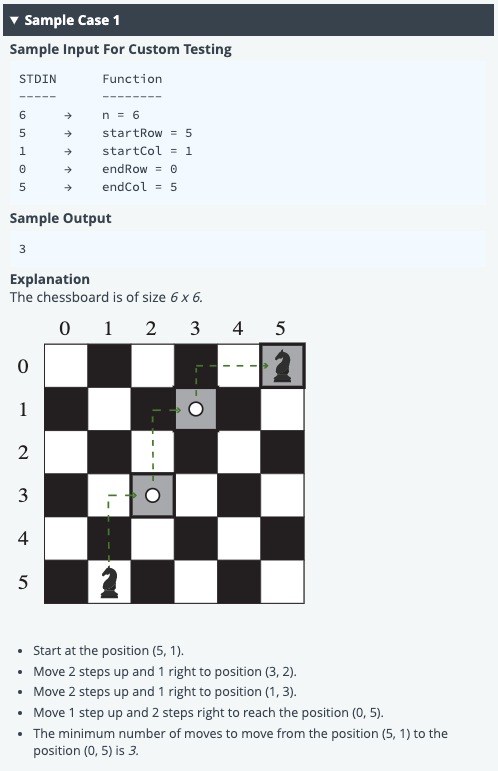 ▼ Sample Case 1
Sample Input For Custom Testing
STDIN Function
----- --------
6 → n = 6
5 → startRow = 5
1 → startCol = 1
0 → endRow = 0
5 → endCol = 5
Sample Output
3
Explanation
The chessboard is of size 6 x 6.
0 1 2 3 4 5
0
1
2
3
4
5
• Start at the position (5, 1).
• Move 2 steps up and 1 right to position (3, 2).
• Move 2 steps up and 1 right to position (1, 3).
• Move 1 step up and 2 steps right to reach the position (0, 5).
• The minimum number of moves to move from the position (5, 1) to the
position (0, 5) is 3.